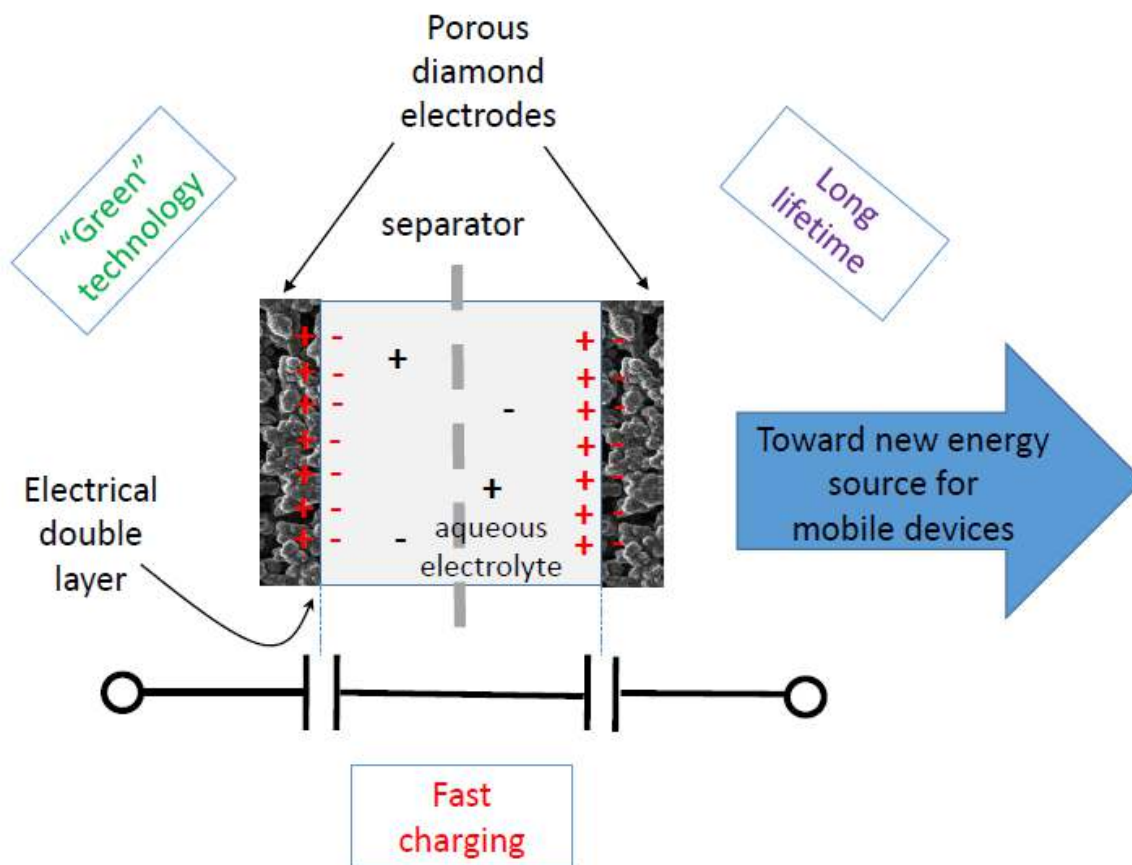 Porous
diamond
electrodes
“Green”
technology
Long
lifetime
separator
+ - + + -
+ - + -
+ - - + -
+ - + -
+ - + + -
+ - + -
+ - - + -
aqueous
electrolyte
Electrical
double
layer
Toward new energy
source for
mobile devices
Fast
charging